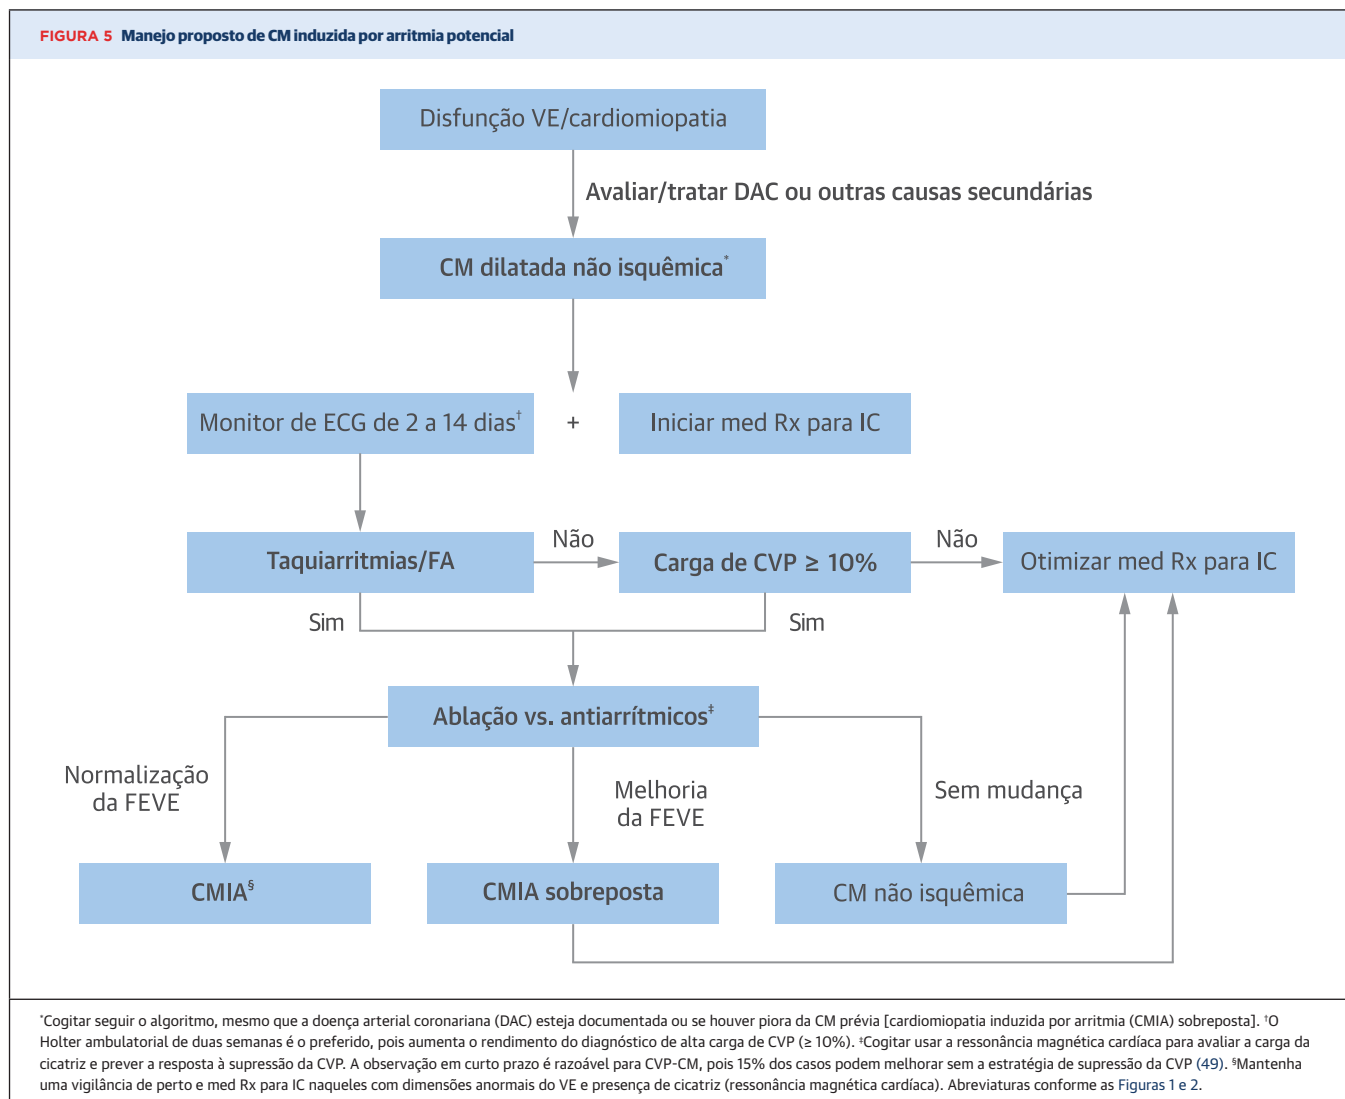 FIGURA 5 Manejo proposto de CM induzida por arritmia potencial
Disfunção VE/cardiomiopatia
Avaliar/tratar DAC ou outras causas secundárias
CM dilatada não isquêmica*
Monitor de ECG de 2 a 14 dias†
+
Iniciar med Rx para IC
Taquiarritmias/FA
Não
Carga de CVP ≥ 10%
Não
Otimizar med Rx para IC
Sim
Sim
Ablação vs. antiarrítmicos‡
Normalização
da FEVE
Melhoria
da FEVE
Sem mudança
CMIA§
CMIA sobreposta
CM não isquêmica
*Cogitar seguir o algoritmo, mesmo que a doença arterial coronariana (DAC) esteja documentada ou se houver piora da CM prévia [cardiomiopatia induzida por arritmia (CMIA) sobreposta]. †O
Holter ambulatorial de duas semanas é o preferido, pois aumenta o rendimento do diagnóstico de alta carga de CVP (≥ 10%). ‡Cogitar usar a ressonância magnética cardíaca para avaliar a carga da
cicatriz e prever a resposta à supressão da CVP. A observação em curto prazo é razoável para CVP-CM, pois 15% dos casos podem melhorar sem a estratégia de supressão da CVP (49). §Mantenha
uma vigilância de perto e med Rx para IC naqueles com dimensões anormais do VE e presença de cicatriz (ressonância magnética cardíaca). Abreviaturas conforme as Figuras 1 e 2.